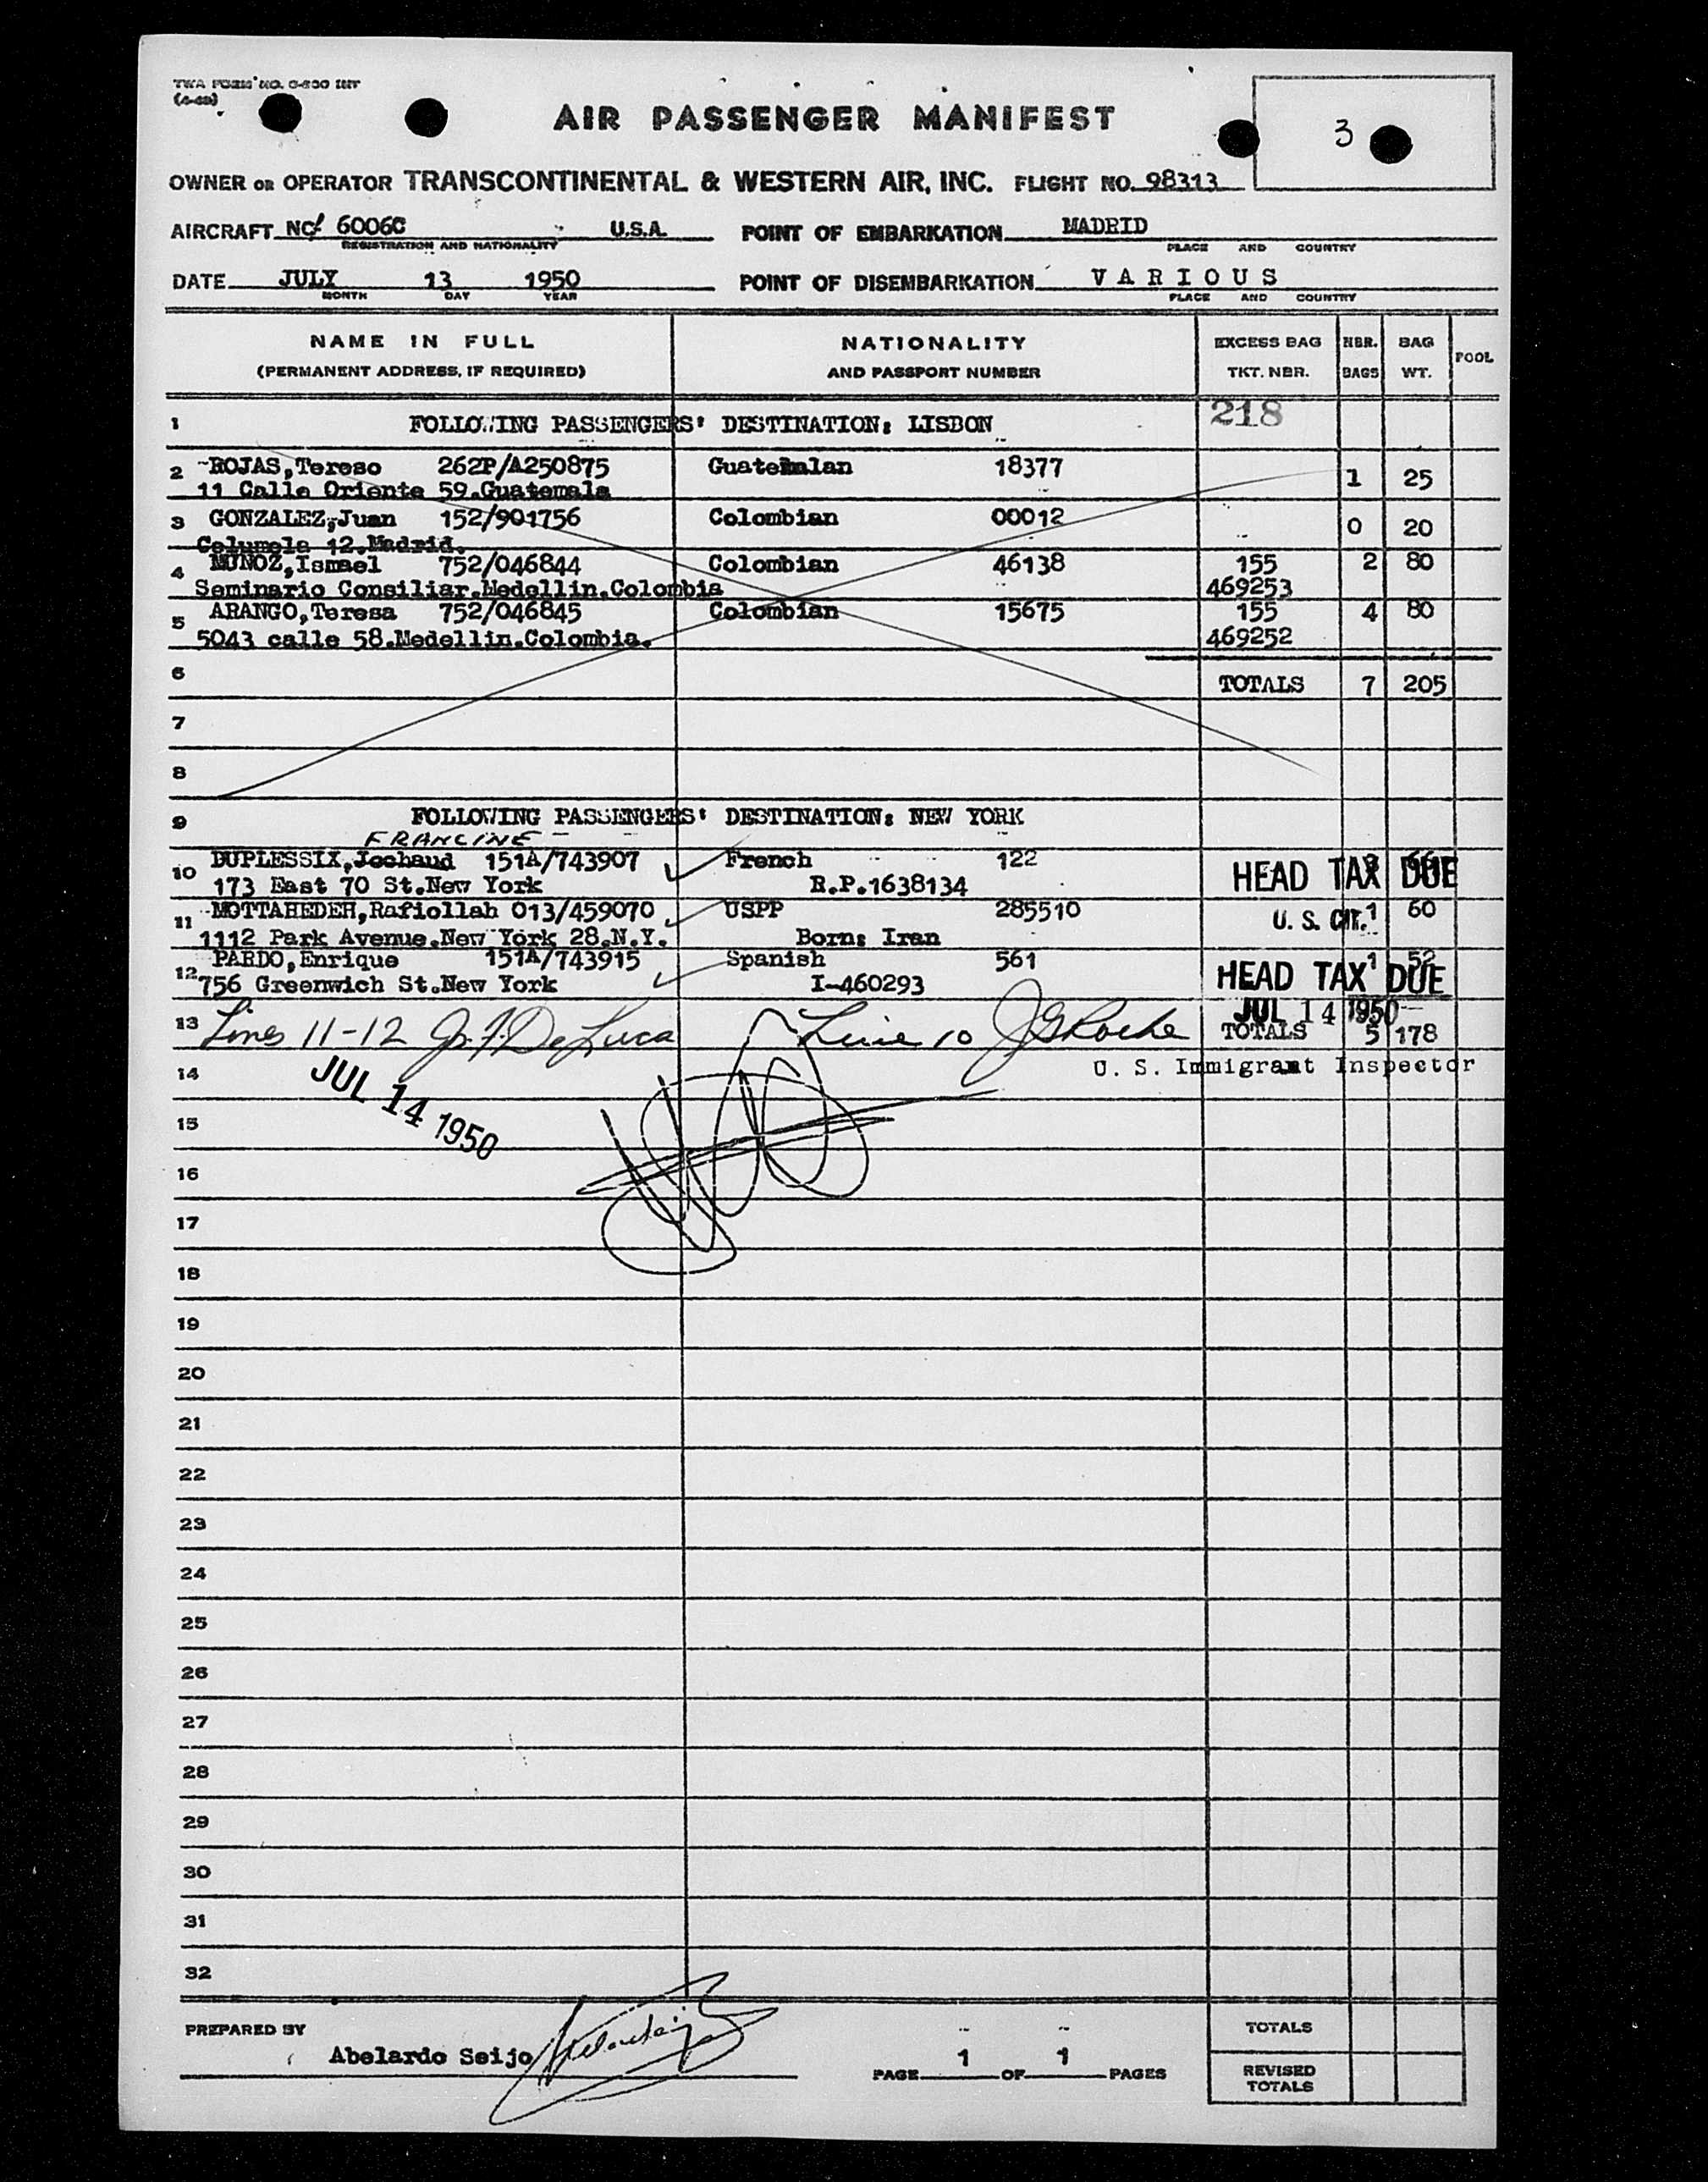 TWA FORM NO. O-800 INT
AIR PASSENGER MANIFEST
3
OWNER OR OPERATOR TRANSCONTINENTAL & WESTERN AIR, INC. FLIGHT NO. 98313
AIRCRAFT NC 6006C U.S.A. POINT OF EMBARKATION MADRID
REGISTRATION AND NATIONALITY PLACE AND COUNTRY
DATE JULY 13 1950 POINT OF DISEMBARKATION VARIOUS
MONTH DAY YEAR PLACE AND COUNTRY
NAME IN FULL NATIONALITY EXCESS BAG NBR. BAG POOL
(PERMANENT ADDRESS, IF REQUIRED) AND PASSPORT NUMBER TKT. NBR. BAGS WT.
1 FOLLOWING PASSENGERS' DESTINATION: LISBON 218
2 ROJAS,Tereso 262P/A250875 Guatemalan 18377 1 25
11 Calle Oriente 59.Guatemala
3 GONZALEZ,Juan 152/901756 Colombian 00012 0 20
Columela 12.Madrid.
4 MUNOZ,Ismael 752/046844 Colombian 46138 155 2 80
Seminario Consiliar.Medellin.Colombia 469253
5 ARANGO,Teresa 752/046845 Colombian 15675 155 4 80
5043 calle 58.Medellin.Colombia. 469252
6 TOTALS 7 205
7
8
9 FOLLOWING PASSENGERS' DESTINATION: NEW YORK
FRANCINE
10 DUPLESSIX,Jochaud 151A/743907 French 122 HEAD TAX DUE
173 East 70 St.New York R.P.1638134
11 MOTTAHEDEH,Rafiollah 013/459070 USPP 285510 U. S. CIT. 1 60
1112 Park Avenue.New York 28.N.Y. Born: Iran
12 PARDO,Enrique 151A/743915 Spanish 561 1 52
756 Greenwich St.New York I-460293 HEAD TAX DUE
JUL 14 1950
13 Lines 11-12 Jr. F. DeLuca Line 10 JGRoche TOTALS 5 178
14 U. S. Immigrant Inspector
JUL 14 1950
15
16
17
18
19
20
21
22
23
24
25
26
27
28
29
30
31
32
PREPARED BY TOTALS
Abelardo Seijo PAGE 1 OF 1 PAGES
REVISED TOTALS